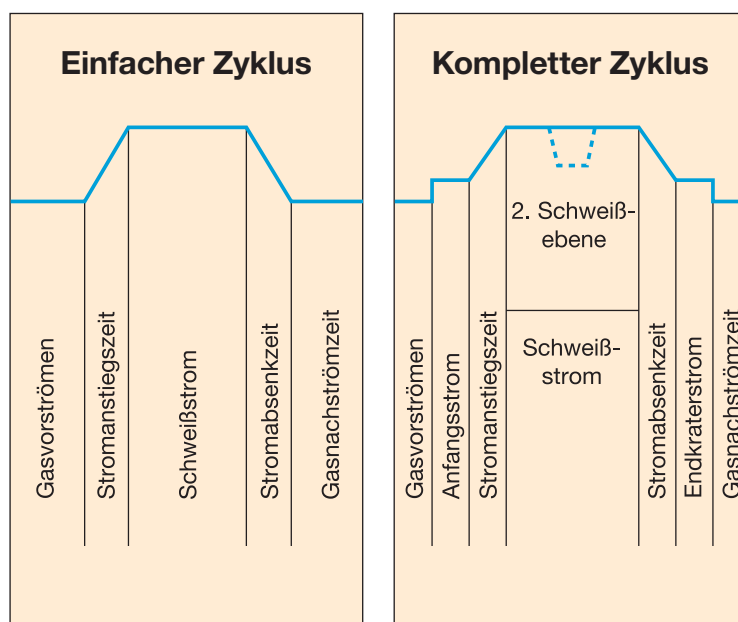 Einfacher Zyklus
Gasvorströmen
Stromanstiegszeit
Schweißstrom
Stromabsenkzeit
Gasnachströmzeit
Kompletter Zyklus
2. Schweiß-
ebene
Schweiß-
strom
Gasvorströmen
Anfangsstrom
Stromanstiegszeit
Stromabsenkzeit
Endkraterstrom
Gasnachströmzeit